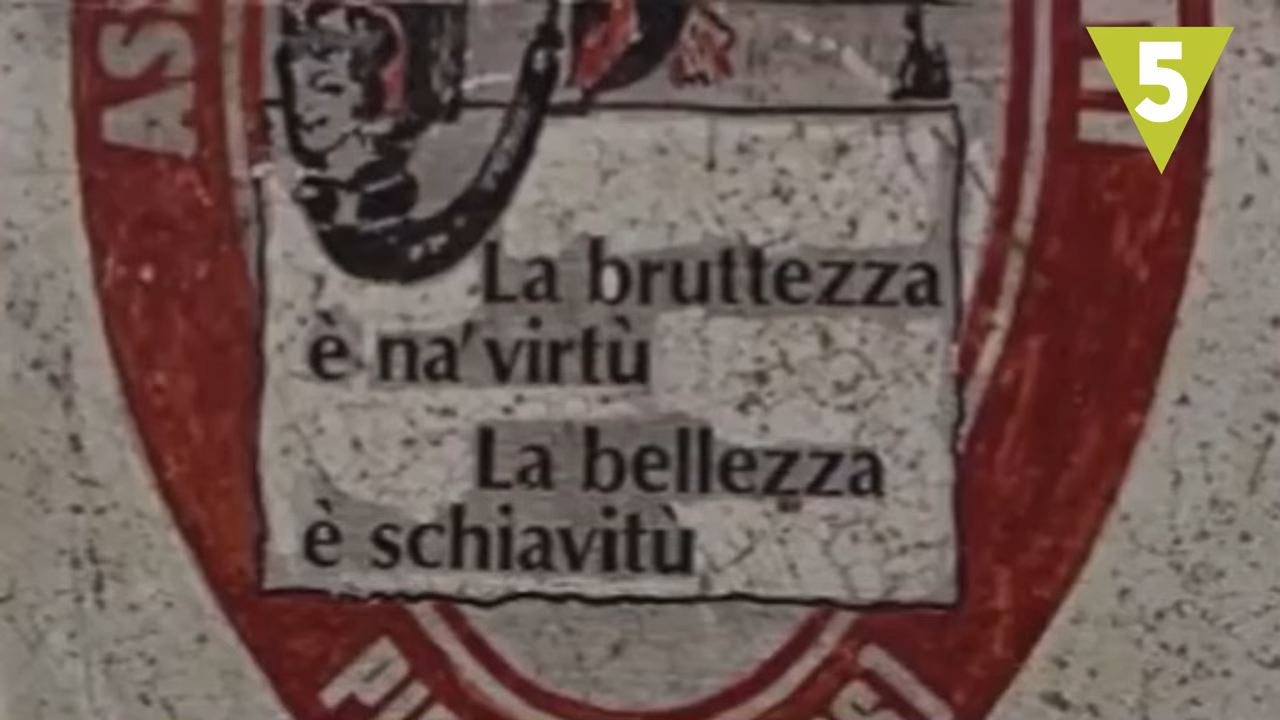 5
La bruttezza
è na' virtù
La bellezza
è schiavitù